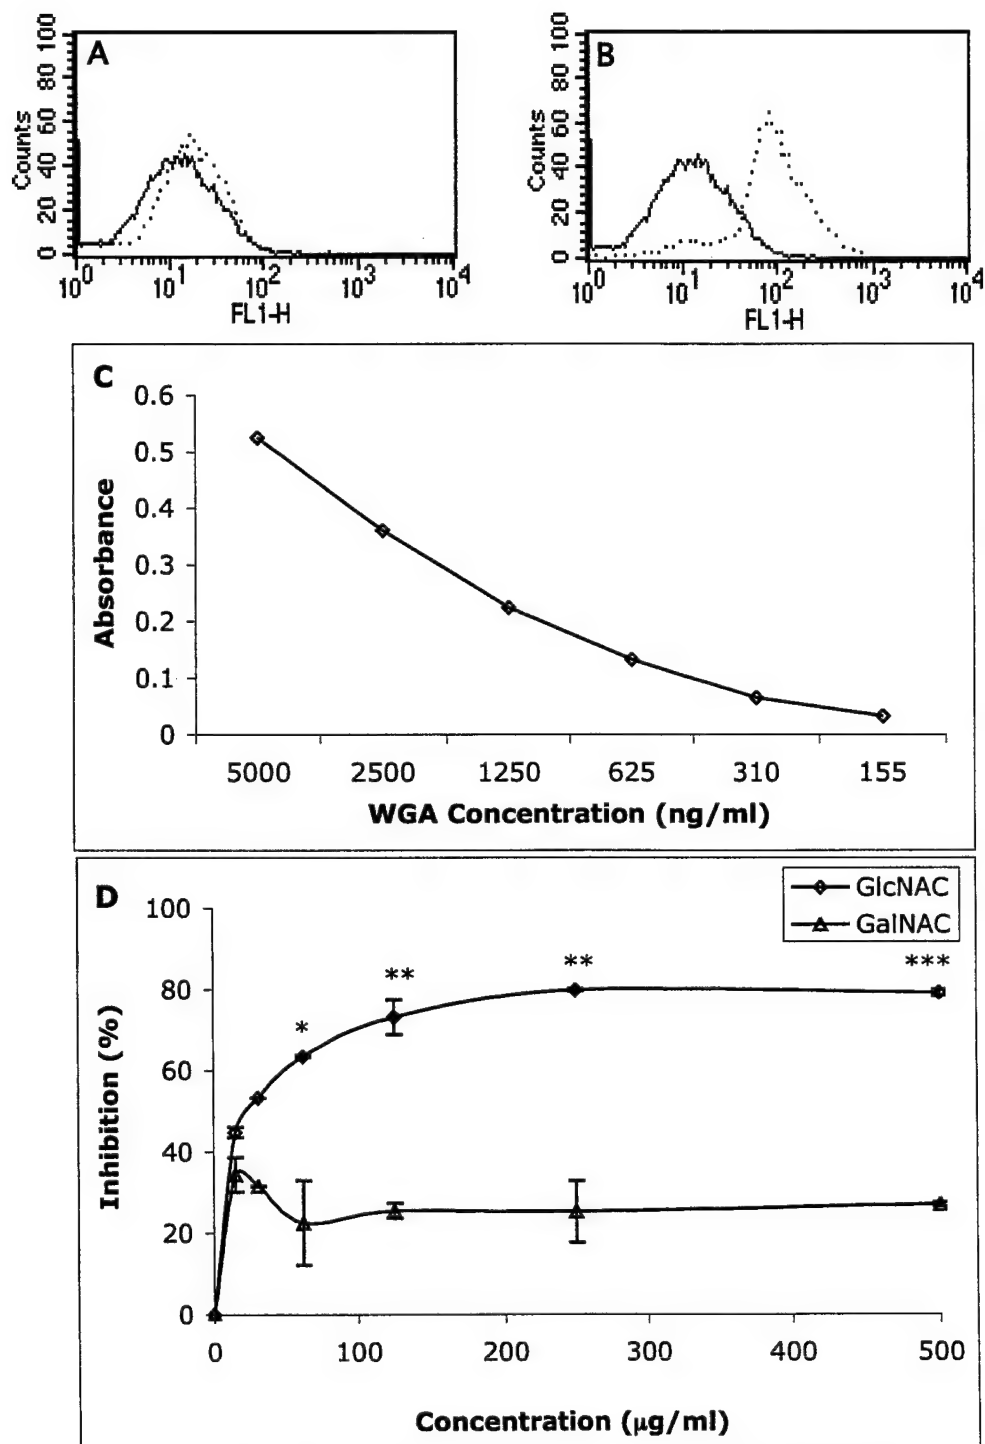 A
Counts
100
80
60
40
20
0
10^0 10^1 10^2 10^3 10^4
FL1-H
B
Counts
100
80
60
40
20
0
10^0 10^1 10^2 10^3 10^4
FL1-H
C
Absorbance
0.6
0.5
0.4
0.3
0.2
0.1
0
5000 2500 1250 625 310 155
WGA Concentration (ng/ml)
D
GlcNAC
GalNAC
Inhibition (%)
100
80
60
40
20
0
* ** ** ***
0 100 200 300 400 500
Concentration (µg/ml)